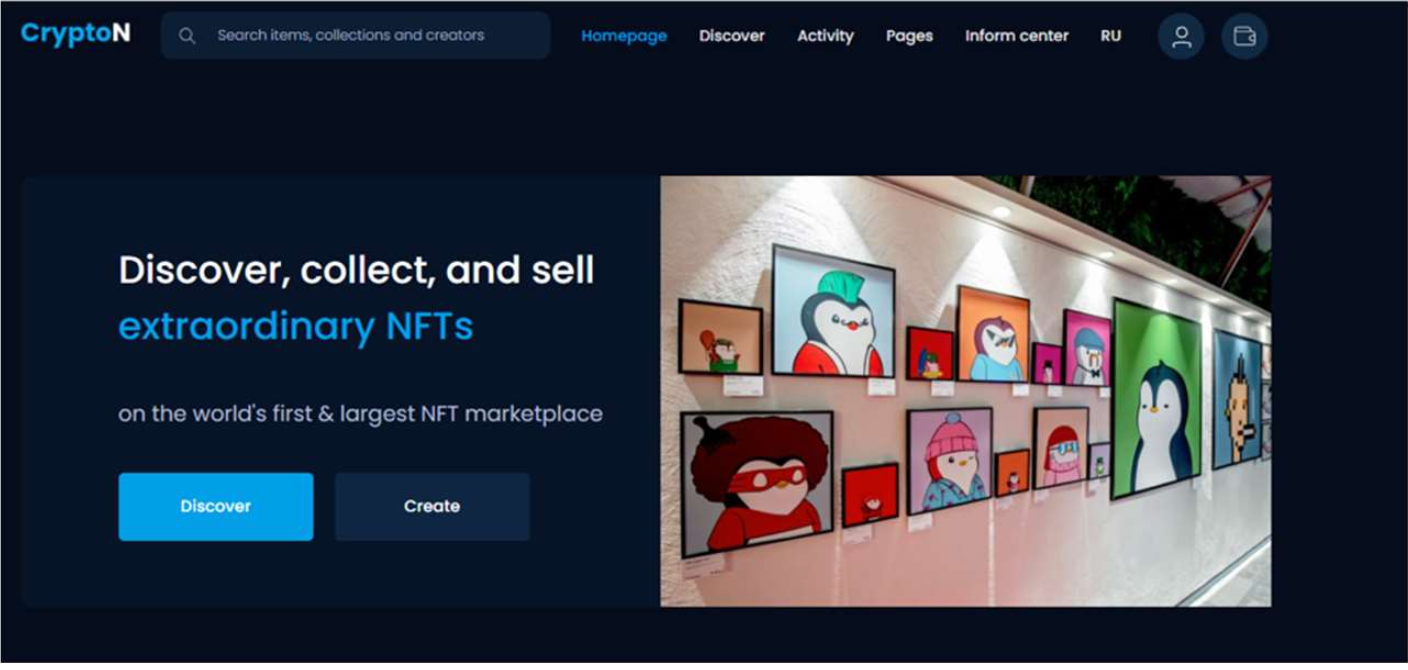 CryptoN
Search items, collections and creators
Homepage
Discover
Activity
Pages
Inform center
RU
Discover, collect, and sell
extraordinary NFTs
on the world's first & largest NFT marketplace
Discover
Create